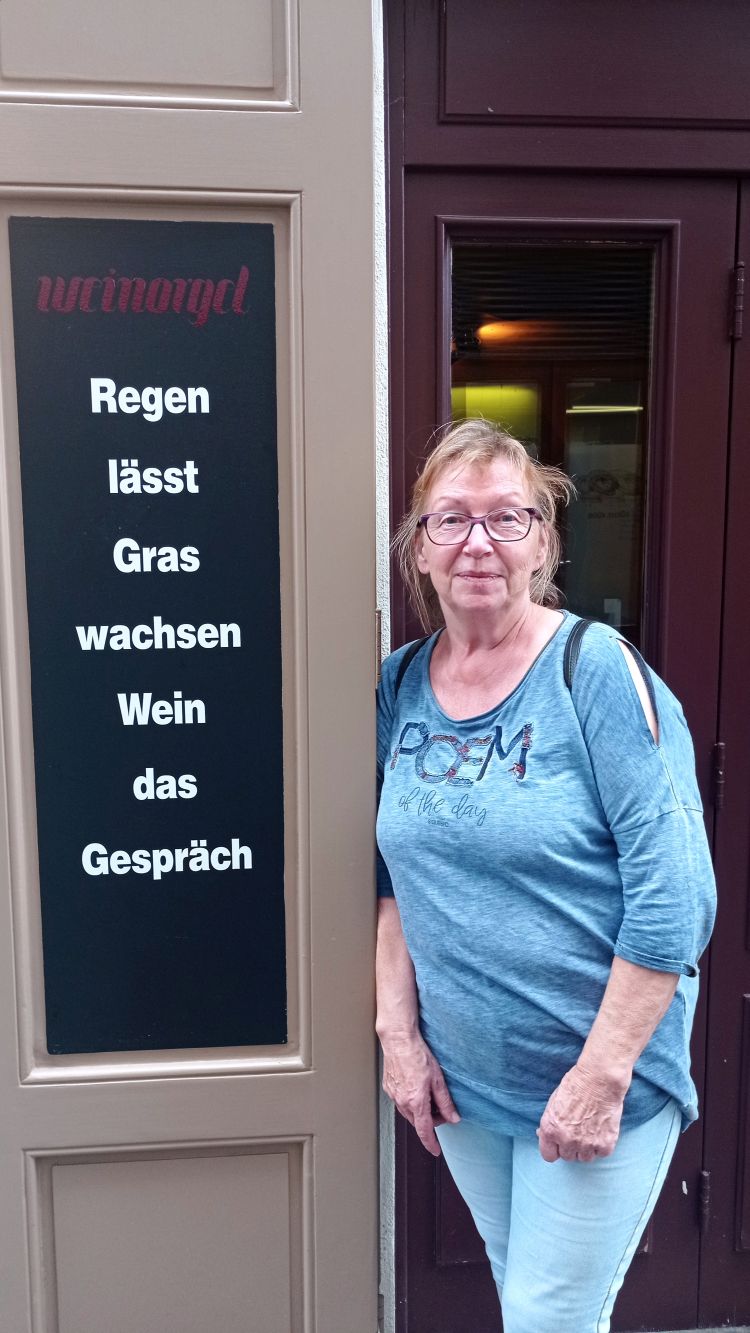 weinorgel
Regen
lässt
Gras
wachsen
Wein
das
Gespräch
POEM
of the day